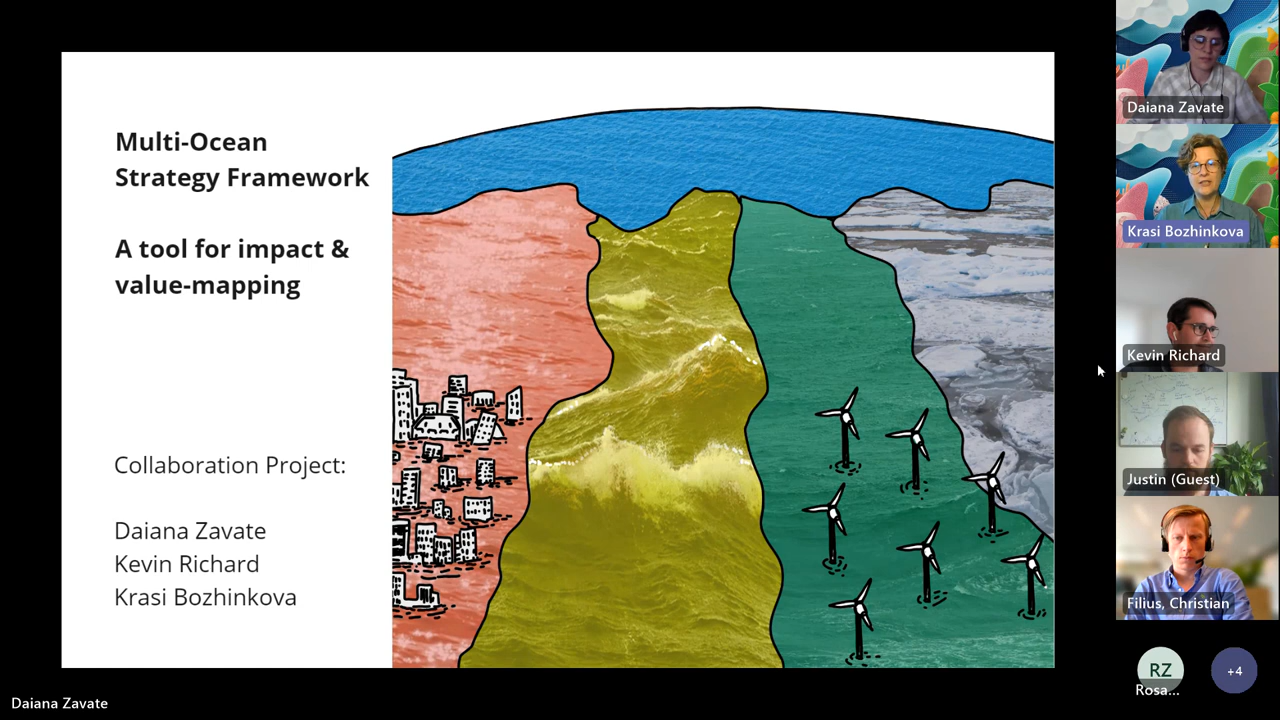 Multi-Ocean
Strategy Framework
A tool for impact &
value-mapping
Collaboration Project:
Daiana Zavate
Kevin Richard
Krasi Bozhinkova
Daiana Zavate
Krasi Bozhinkova
Kevin Richard
Justin (Guest)
Filius, Christian
RZ
Rosa...
+4
Daiana Zavate